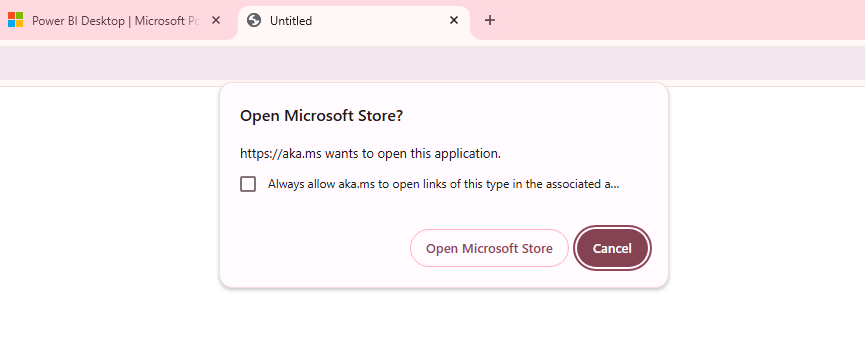 Power BI Desktop | Microsoft Po
Untitled
Open Microsoft Store?
https://aka.ms wants to open this application.
Always allow aka.ms to open links of this type in the associated a...
Open Microsoft Store
Cancel